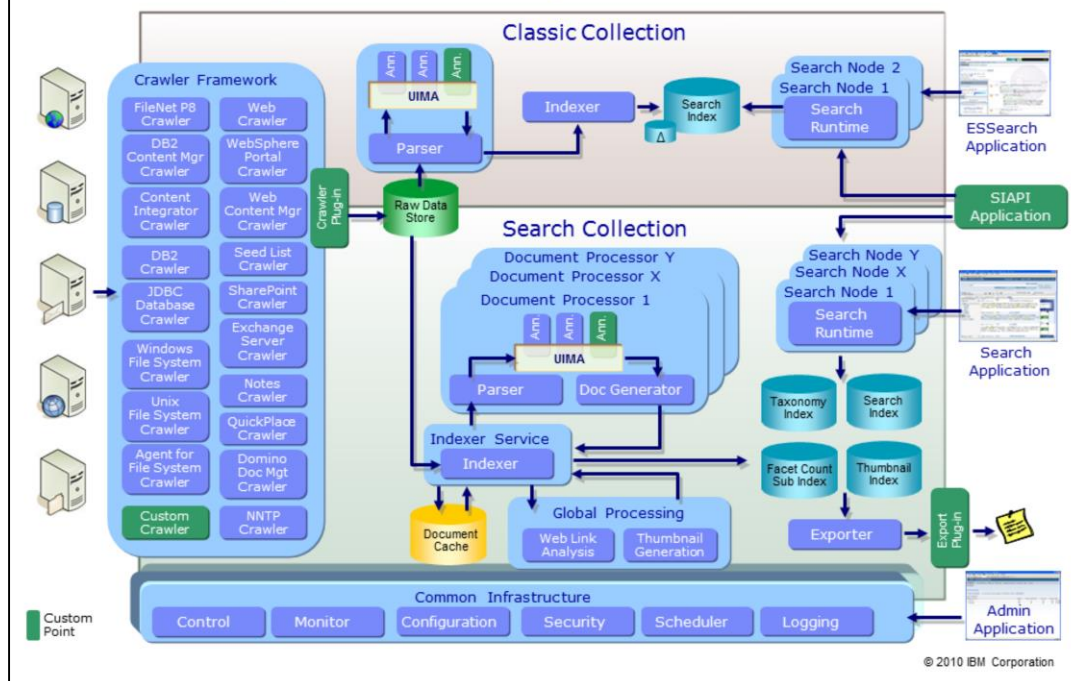 Classic Collection
Crawler Framework
FileNet P8
Crawler
DB2
Content Mgr
Crawler
Content
Integrator
Crawler
DB2
Crawler
JDBC
Database
Crawler
Windows
File System
Crawler
Unix
File System
Crawler
Agent for
File System
Crawler
Custom
Crawler
Web
Crawler
WebSphere
Portal
Crawler
Web
Content Mgr
Crawler
Seed List
Crawler
SharePoint
Crawler
Exchange
Server
Crawler
Notes
Crawler
QuickPlace
Crawler
Domino
Doc Mgt
Crawler
NNTP
Crawler
Crawler
Plug-in
Ann.
Ann.
Ann.
UIMA
Parser
Raw Data
Store
Indexer
Search
Index
Δ
Search Node 2
Search Node 1
Search
Runtime
ESSearch
Application
SIAPI
Application
Search Collection
Document Processor Y
Document Processor X
Document Processor 1
Ann.
Ann.
Ann.
UIMA
Parser
Doc Generator
Indexer Service
Indexer
Document
Cache
Global Processing
Web Link
Analysis
Thumbnail
Generation
Search Node Y
Search Node X
Search Node 1
Search
Runtime
Search
Application
Taxonomy
Index
Search
Index
Facet Count
Sub Index
Thumbnail
Index
Exporter
Export
Plug-in
Common Infrastructure
Control
Monitor
Configuration
Security
Scheduler
Logging
Admin
Application
Custom
Point
© 2010 IBM Corporation